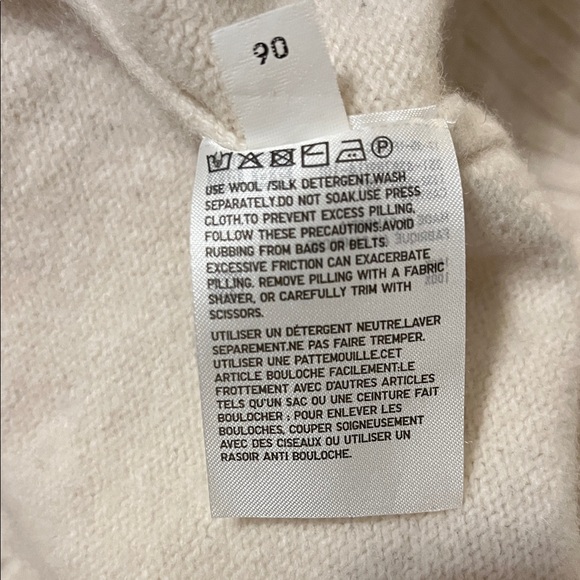 90
P
USE WOOL /SILK DETERGENT.WASH
SEPARATELY.DO NOT SOAK.USE PRESS
CLOTH.TO PREVENT EXCESS PILLING,
FOLLOW THESE PRECAUTIONS:AVOID
RUBBING FROM BAGS OR BELTS.
EXCESSIVE FRICTION CAN EXACERBATE
PILLING. REMOVE PILLING WITH A FABRIC
SHAVER, OR CAREFULLY TRIM WITH
SCISSORS.
UTILISER UN DÉTERGENT NEUTRE.LAVER
SEPAREMENT.NE PAS FAIRE TREMPER.
UTILISER UNE PATTEMOUILLE.CET
ARTICLE BOULOCHE FACILEMENT:LE
FROTTEMENT AVEC D'AUTRES ARTICLES
TELS QU'UN SAC OU UNE CEINTURE FAIT
BOULOCHER ; POUR ENLEVER LES
BOULOCHES, COUPER SOIGNEUSEMENT
AVEC DES CISEAUX OU UTILISER UN
RASOIR ANTI BOULOCHE.